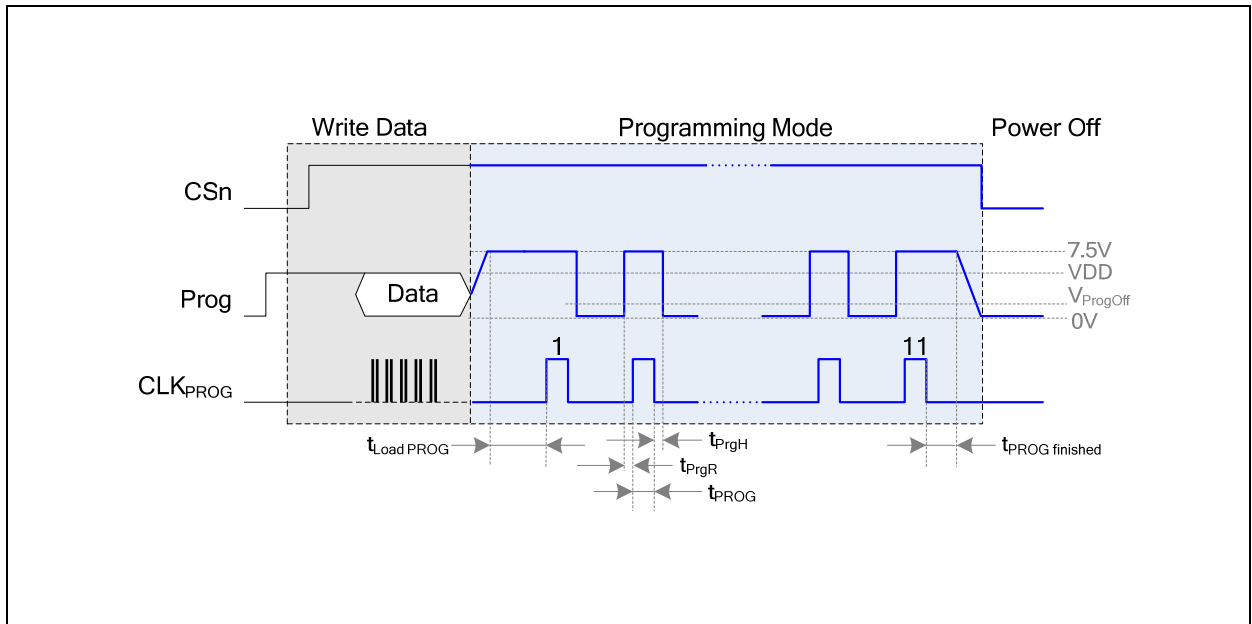 Write Data
Programming Mode
Power Off
CSn
7.5V
VDD
Prog
Data
VProgOff
0V
1
11
CLKPROG
tLoad PROG
tPrgH
tPROG finished
tPrgR
tPROG